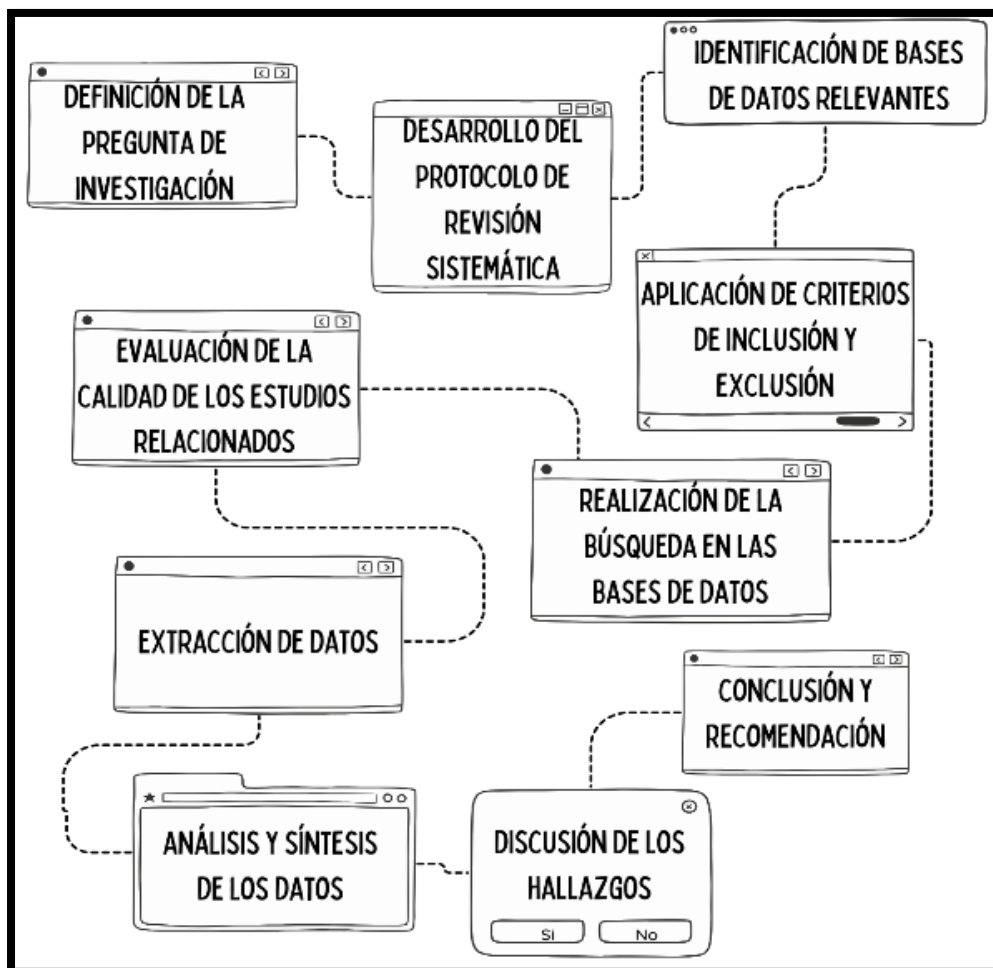 DEFINICIÓN DE LA
PREGUNTA DE
INVESTIGACIÓN
DESARROLLO DEL
PROTOCOLO DE
REVISIÓN
SISTEMÁTICA
IDENTIFICACIÓN DE BASES
DE DATOS RELEVANTES
APLICACIÓN DE CRITERIOS
DE INCLUSIÓN Y
EXCLUSIÓN
REALIZACIÓN DE LA
BÚSQUEDA EN LAS
BASES DE DATOS
EVALUACIÓN DE LA
CALIDAD DE LOS ESTUDIOS
RELACIONADOS
EXTRACCIÓN DE DATOS
ANÁLISIS Y SÍNTESIS
DE LOS DATOS
DISCUSIÓN DE LOS
HALLAZGOS
Si
No
CONCLUSIÓN Y
RECOMENDACIÓN